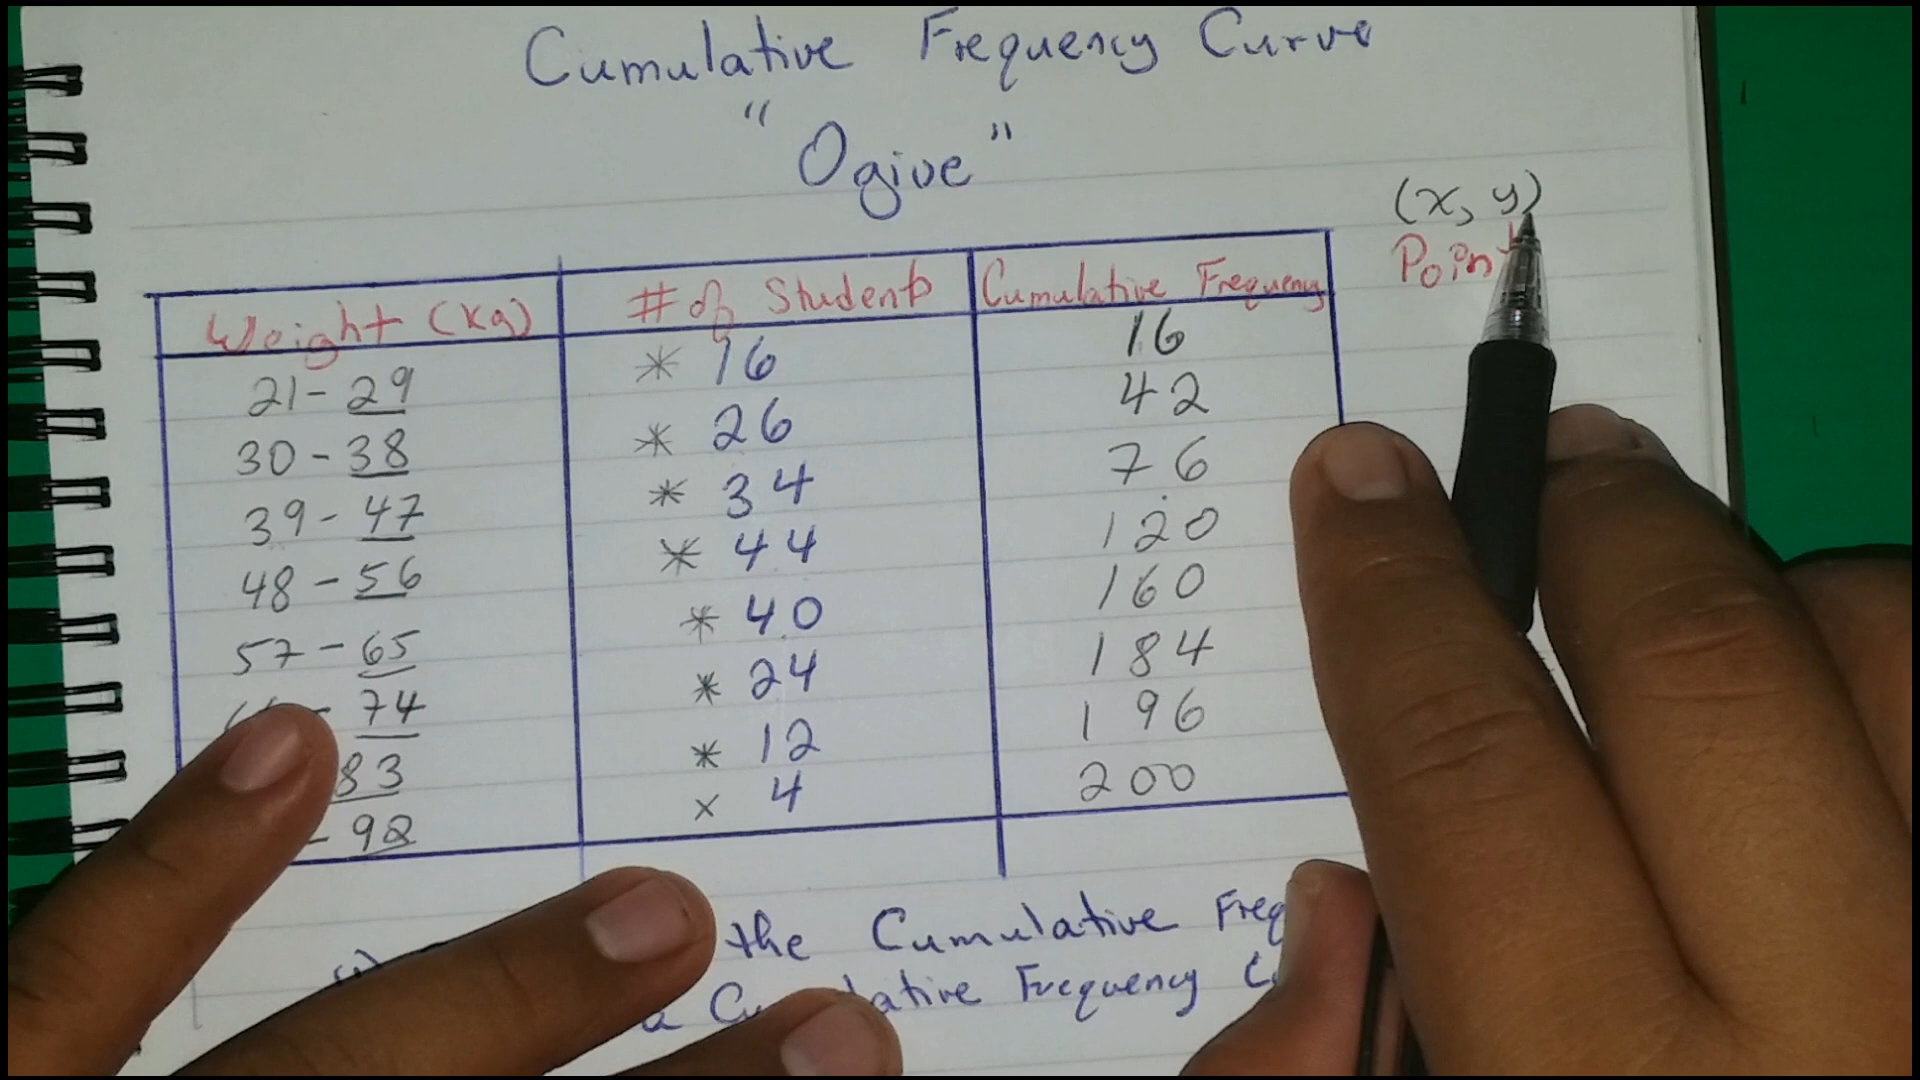 Cumulative Frequency Curve
"Ogive"
(x, y)
Point
Weight (Kg) # of Students Cumulative Frequency
21 - 29 * 16 16
30 - 38 * 26 42
39 - 47 * 34 76
48 - 56 * 44 120
57 - 65 * 40 160
- 74 * 24 184
83 * 12 196
- 92 × 4 200
the Cumulative Freq
a Cumulative Frequency